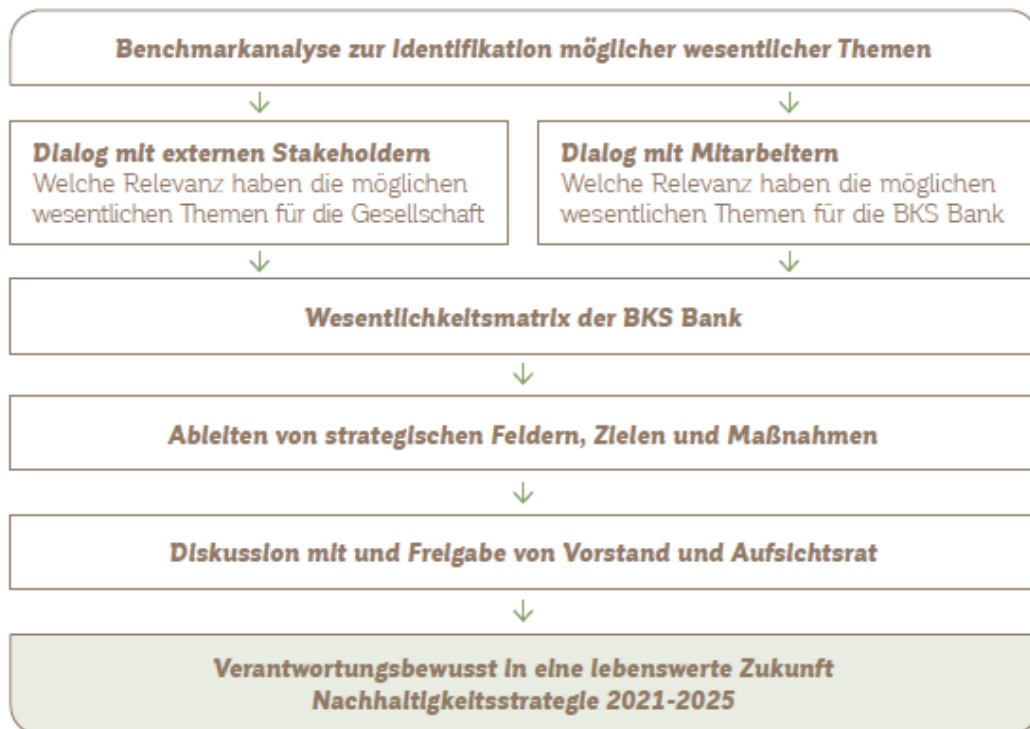 Benchmarkanalyse zur Identifikation möglicher wesentlicher Themen
Dialog mit externen Stakeholdern
Welche Relevanz haben die möglichen
wesentlichen Themen für die Gesellschaft
Dialog mit Mitarbeitern
Welche Relevanz haben die möglichen
wesentlichen Themen für die BKS Bank
Wesentlichkeitsmatrix der BKS Bank
Ableiten von strategischen Feldern, Zielen und Maßnahmen
Diskussion mit und Freigabe von Vorstand und Aufsichtsrat
Verantwortungsbewusst in eine lebenswerte Zukunft
Nachhaltigkeitsstrategie 2021-2025